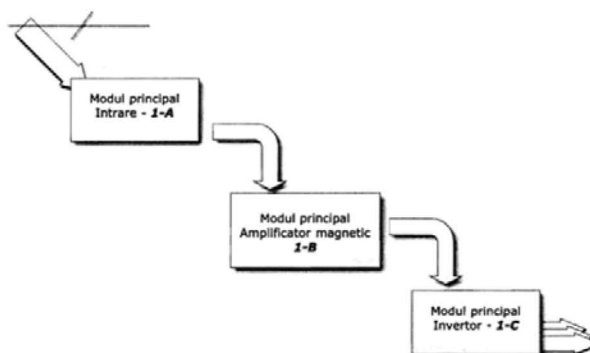 Modul principal
Intrare - 1-A
Modul principal
Amplificator magnetic
1-B
Modul principal
Invertor - 1-C